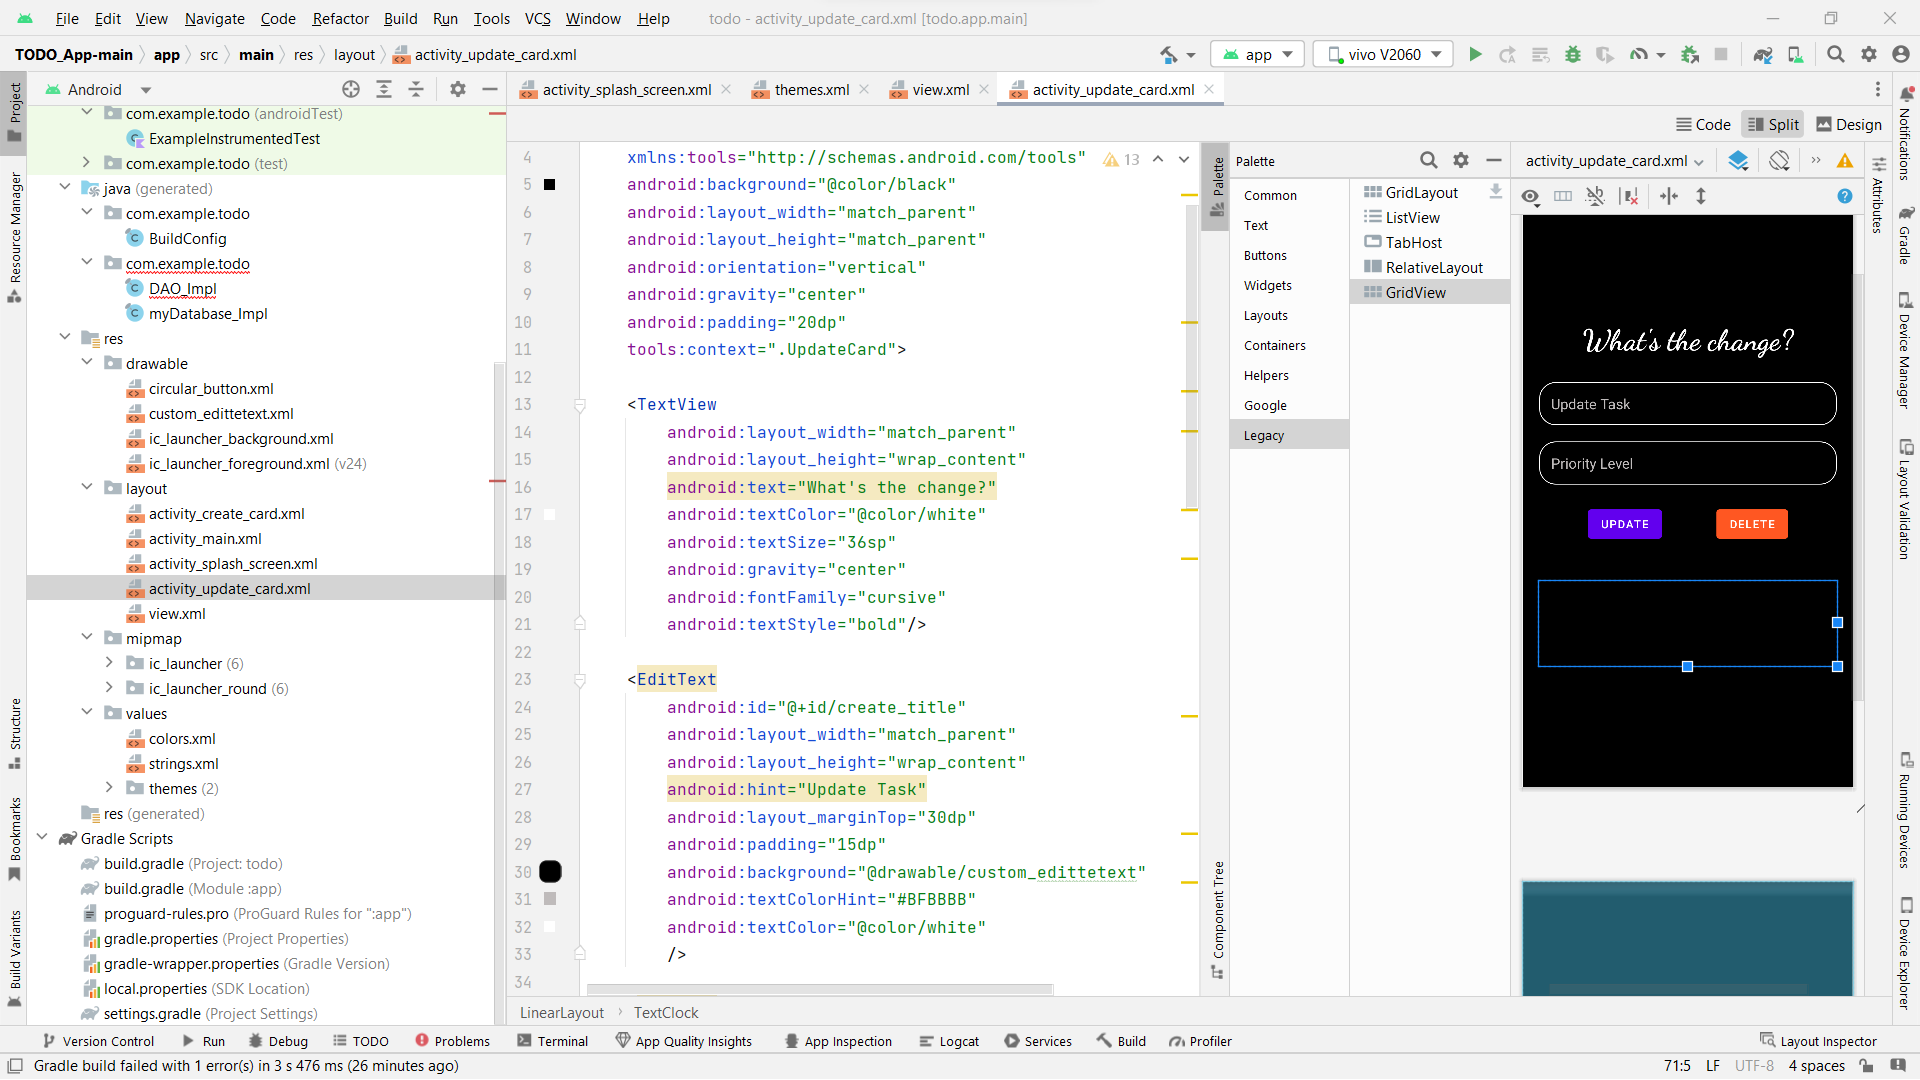 File Edit View Navigate Code Refactor Build Run Tools VCS Window Help todo - activity_update_card.xml [todo.app.main]
TODO_App-main app src main res layout activity_update_card.xml app vivo V2060
Project
Android
activity_splash_screen.xml themes.xml view.xml activity_update_card.xml
Notifications
Code Split Design
com.example.todo (androidTest)
ExampleInstrumentedTest
com.example.todo (test)
java (generated)
com.example.todo
BuildConfig
com.example.todo
DAO_Impl
myDatabase_Impl
res
drawable
circular_button.xml
custom_edittetext.xml
ic_launcher_background.xml
ic_launcher_foreground.xml (v24)
layout
activity_create_card.xml
activity_main.xml
activity_splash_screen.xml
activity_update_card.xml
view.xml
mipmap
ic_launcher (6)
ic_launcher_round (6)
values
colors.xml
strings.xml
themes (2)
res (generated)
Gradle Scripts
build.gradle (Project: todo)
build.gradle (Module :app)
proguard-rules.pro (ProGuard Rules for ":app")
gradle.properties (Project Properties)
gradle-wrapper.properties (Gradle Version)
local.properties (SDK Location)
settings.gradle (Project Settings)
Resource Manager
Structure
Bookmarks
Build Variants
4 xmlns:tools="http://schemas.android.com/tools" 13
5 android:background="@color/black"
6 android:layout_width="match_parent"
7 android:layout_height="match_parent"
8 android:orientation="vertical"
9 android:gravity="center"
10 android:padding="20dp"
11 tools:context=".UpdateCard">
12
13 <TextView
14 android:layout_width="match_parent"
15 android:layout_height="wrap_content"
16 android:text="What's the change?"
17 android:textColor="@color/white"
18 android:textSize="36sp"
19 android:gravity="center"
20 android:fontFamily="cursive"
21 android:textStyle="bold"/>
22
23 <EditText
24 android:id="@+id/create_title"
25 android:layout_width="match_parent"
26 android:layout_height="wrap_content"
27 android:hint="Update Task"
28 android:layout_marginTop="30dp"
29 android:padding="15dp"
30 android:background="@drawable/custom_edittetext"
31 android:textColorHint="#BFBBBB"
32 android:textColor="@color/white"
33 />
34
LinearLayout TextClock
Palette
Component Tree
Palette
Common
Text
Buttons
Widgets
Layouts
Containers
Helpers
Google
Legacy
GridLayout
ListView
TabHost
RelativeLayout
GridView
activity_update_card.xml
What's the change?
Update Task
Priority Level
UPDATE DELETE
Attributes
Gradle
Device Manager
Layout Validation
Running Devices
Device Explorer
Version Control Run Debug TODO Problems Terminal App Quality Insights App Inspection Logcat Services Build Profiler Layout Inspector
Gradle build failed with 1 error(s) in 3 s 476 ms (26 minutes ago) 71:5 LF UTF-8 4 spaces